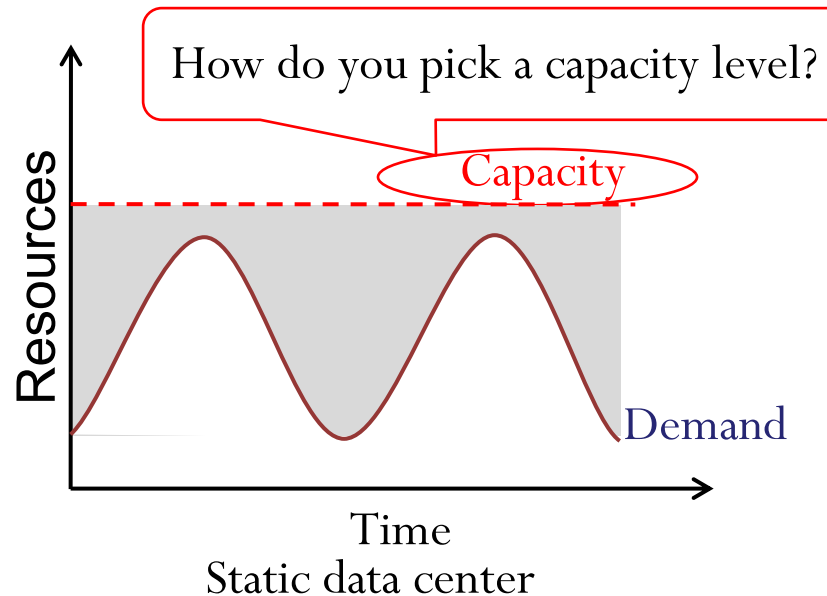 How do you pick a capacity level?
Capacity
Resources
Demand
Time
Static data center